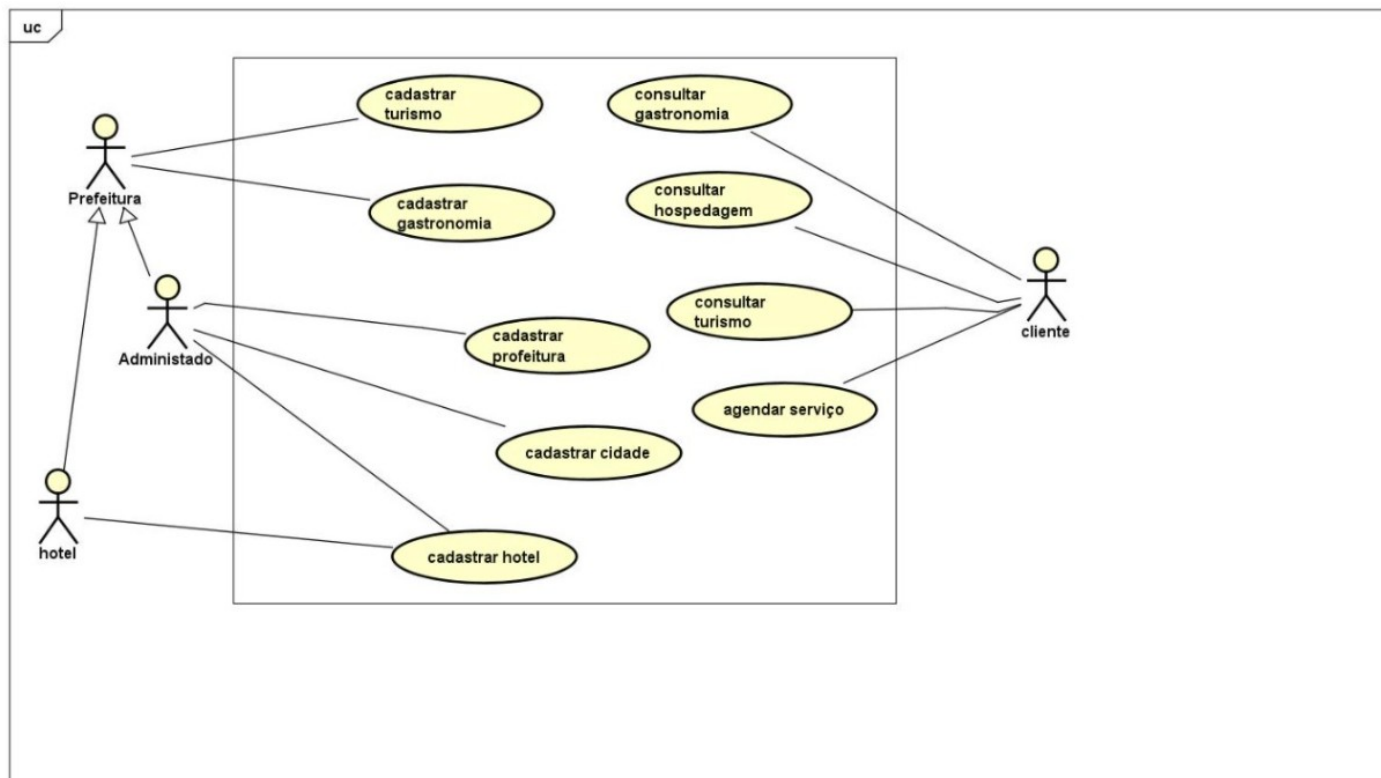 uc
cadastrar
turismo
consultar
gastronomia
Prefeitura
cadastrar
gastronomia
consultar
hospedagem
Administado
cadastrar
profeitura
consultar
turismo
cliente
agendar serviço
cadastrar cidade
hotel
cadastrar hotel